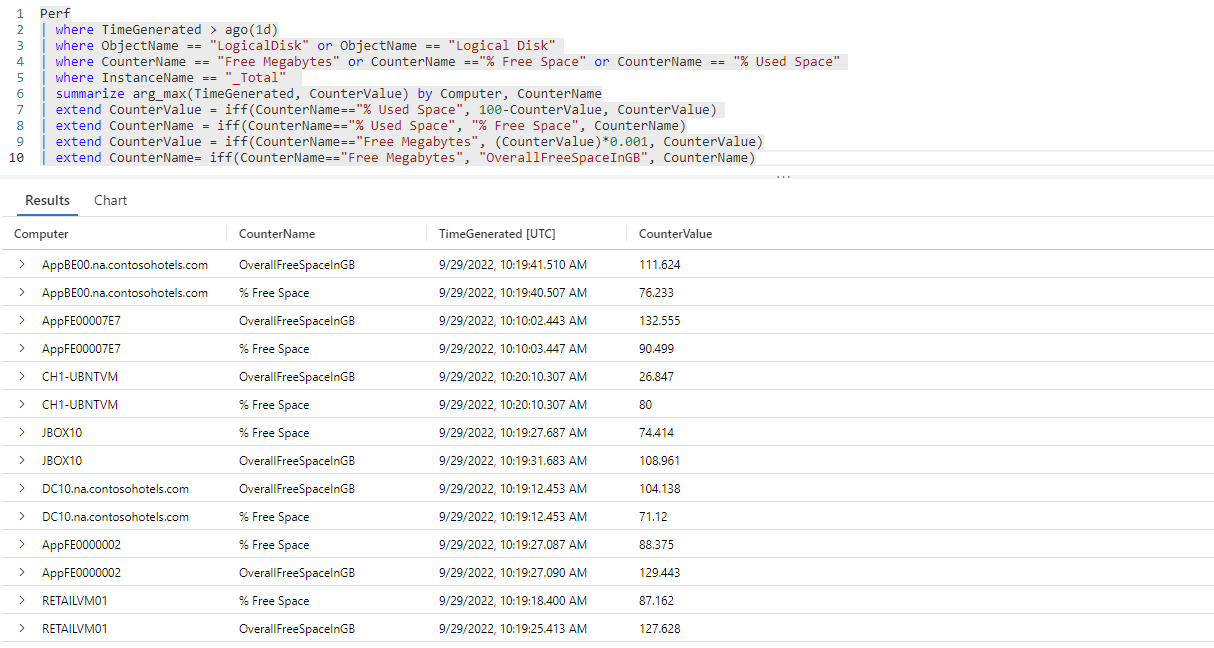 1 Perf
2 | where TimeGenerated > ago(1d)
3 | where ObjectName == "LogicalDisk" or ObjectName == "Logical Disk"
4 | where CounterName == "Free Megabytes" or CounterName =="% Free Space" or CounterName == "% Used Space"
5 | where InstanceName == "_Total"
6 | summarize arg_max(TimeGenerated, CounterValue) by Computer, CounterName
7 | extend CounterValue = iff(CounterName=="% Used Space", 100-CounterValue, CounterValue)
8 | extend CounterName = iff(CounterName=="% Used Space", "% Free Space", CounterName)
9 | extend CounterValue = iff(CounterName=="Free Megabytes", (CounterValue)*0.001, CounterValue)
10 | extend CounterName= iff(CounterName=="Free Megabytes", "OverallFreeSpaceInGB", CounterName)
...
Results Chart
Computer CounterName TimeGenerated [UTC] CounterValue
AppBE00.na.contosohotels.com OverallFreeSpaceInGB 9/29/2022, 10:19:41.510 AM 111.624
AppBE00.na.contosohotels.com % Free Space 9/29/2022, 10:19:40.507 AM 76.233
AppFE00007E7 OverallFreeSpaceInGB 9/29/2022, 10:10:02.443 AM 132.555
AppFE00007E7 % Free Space 9/29/2022, 10:10:03.447 AM 90.499
CH1-UBNTVM OverallFreeSpaceInGB 9/29/2022, 10:20:10.307 AM 26.847
CH1-UBNTVM % Free Space 9/29/2022, 10:20:10.307 AM 80
JBOX10 % Free Space 9/29/2022, 10:19:27.687 AM 74.414
JBOX10 OverallFreeSpaceInGB 9/29/2022, 10:19:31.683 AM 108.961
DC10.na.contosohotels.com OverallFreeSpaceInGB 9/29/2022, 10:19:12.453 AM 104.138
DC10.na.contosohotels.com % Free Space 9/29/2022, 10:19:12.453 AM 71.12
AppFE0000002 % Free Space 9/29/2022, 10:19:27.087 AM 88.375
AppFE0000002 OverallFreeSpaceInGB 9/29/2022, 10:19:27.090 AM 129.443
RETAILVM01 % Free Space 9/29/2022, 10:19:18.400 AM 87.162
RETAILVM01 OverallFreeSpaceInGB 9/29/2022, 10:19:25.413 AM 127.628